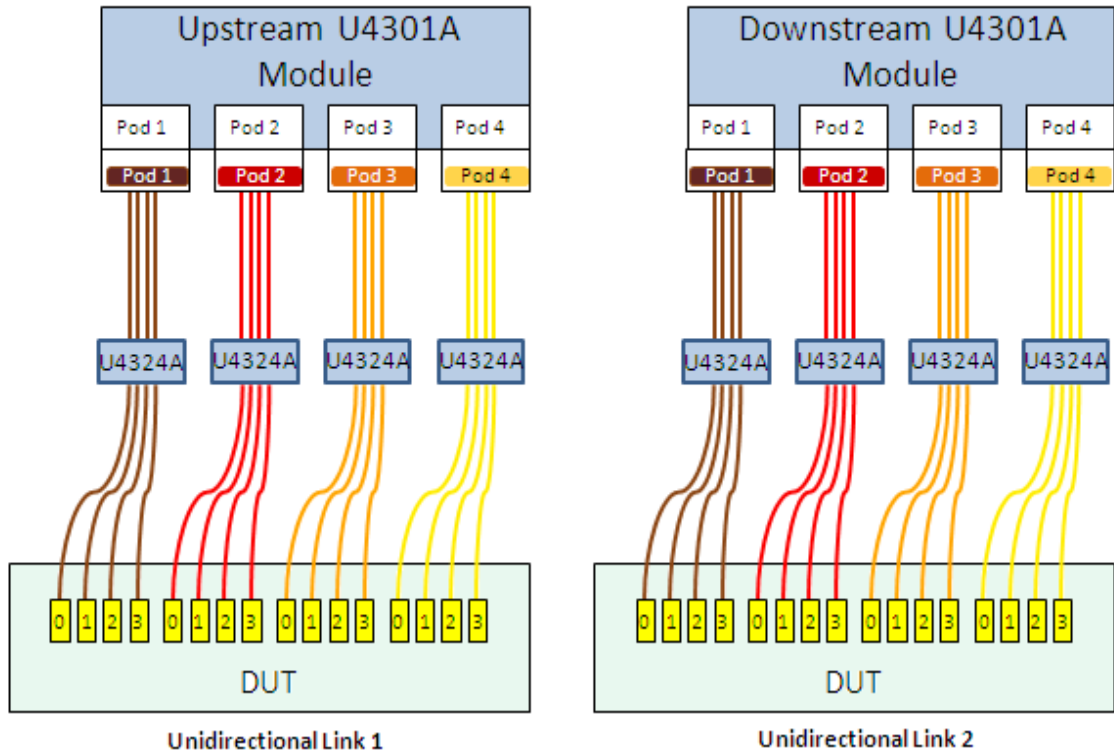 Upstream U4301A
Module
Pod 1 Pod 2 Pod 3 Pod 4
Pod 1 Pod 2 Pod 3 Pod 4
U4324A U4324A U4324A U4324A
0 1 2 3 0 1 2 3 0 1 2 3 0 1 2 3
DUT
Unidirectional Link 1
Downstream U4301A
Module
Pod 1 Pod 2 Pod 3 Pod 4
Pod 1 Pod 2 Pod 3 Pod 4
U4324A U4324A U4324A U4324A
0 1 2 3 0 1 2 3 0 1 2 3 0 1 2 3
DUT
Unidirectional Link 2